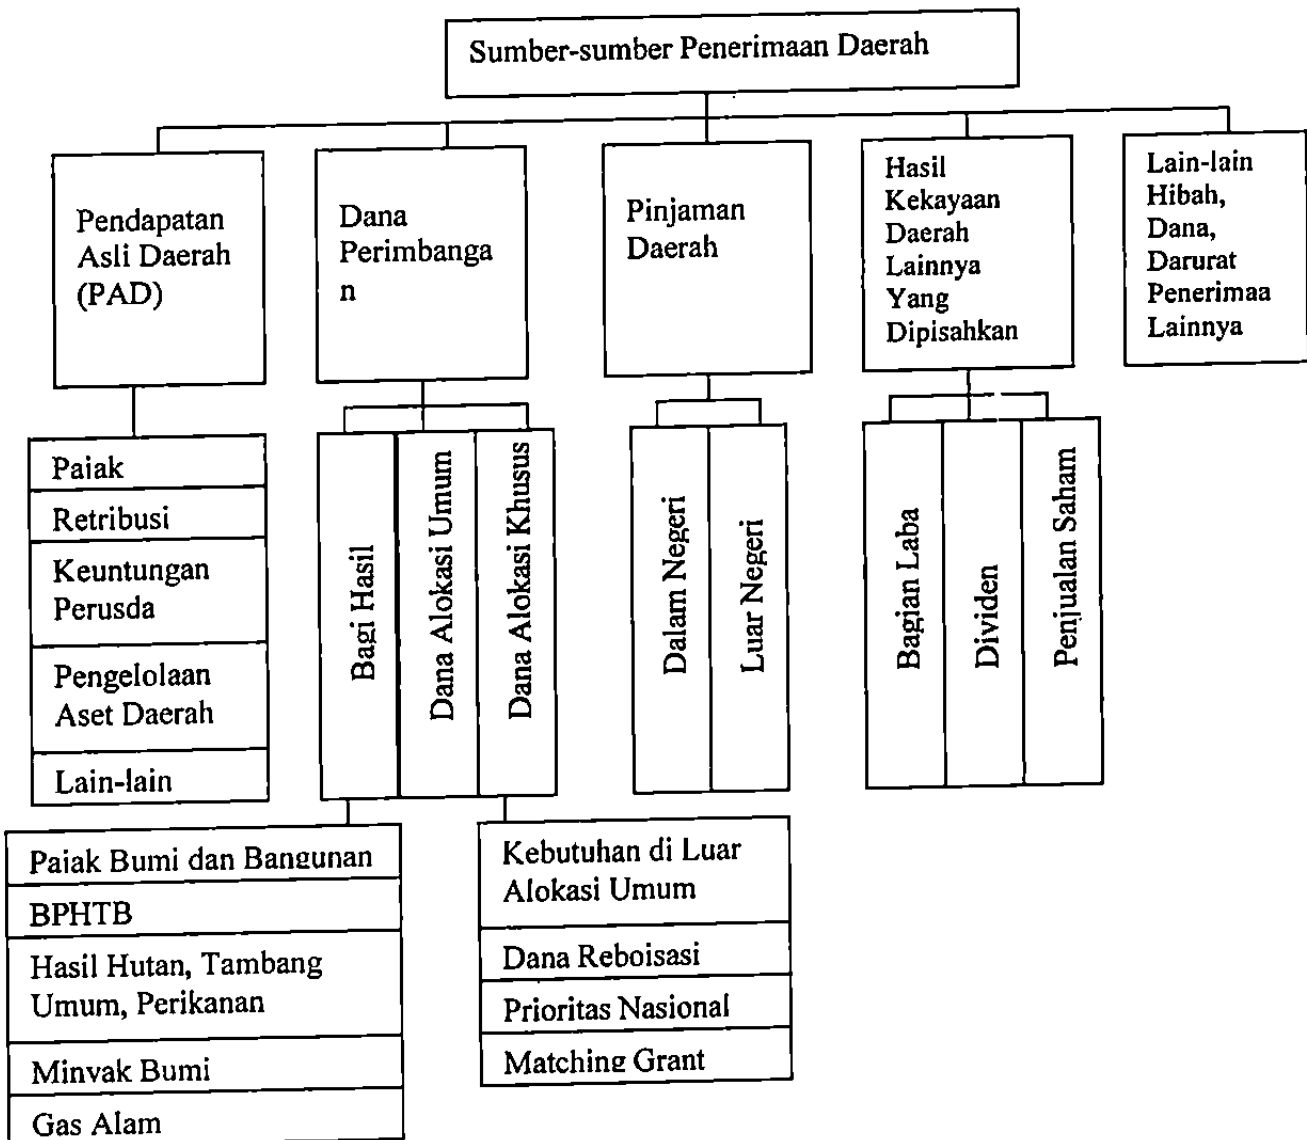 Sumber-sumber Penerimaan Daerah
Pendapatan
Asli Daerah
(PAD)
Dana
Perimbanga
n
Pinjaman
Daerah
Hasil
Kekayaan
Daerah
Lainnya
Yang
Dipisahkan
Lain-lain
Hibah,
Dana,
Darurat
Penerimaa
Lainnya
Paiak
Retribusi
Keuntungan
Perusda
Pengelolaan
Aset Daerah
Lain-lain
Bagi Hasil
Dana Alokasi Umum
Dana Alokasi Khusus
Dalam Negeri
Luar Negeri
Bagian Laba
Dividen
Penjualan Saham
Paiak Bumi dan Bangunan
BPHTB
Hasil Hutan, Tambang
Umum, Perikanan
Minvak Bumi
Gas Alam
Kebutuhan di Luar
Alokasi Umum
Dana Reboisasi
Prioritas Nasional
Matching Grant